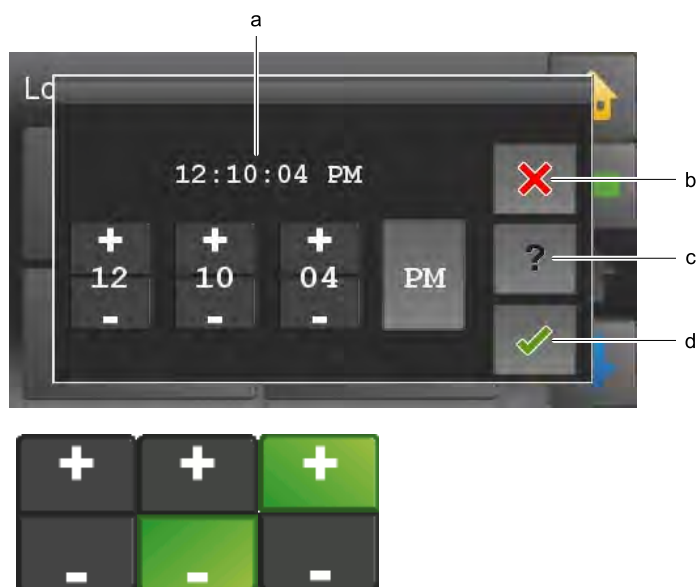 a
Lo
12:10:04 PM
b
+ + +
?
c
12 10 04 PM
- - -
d
+ + +
- - -